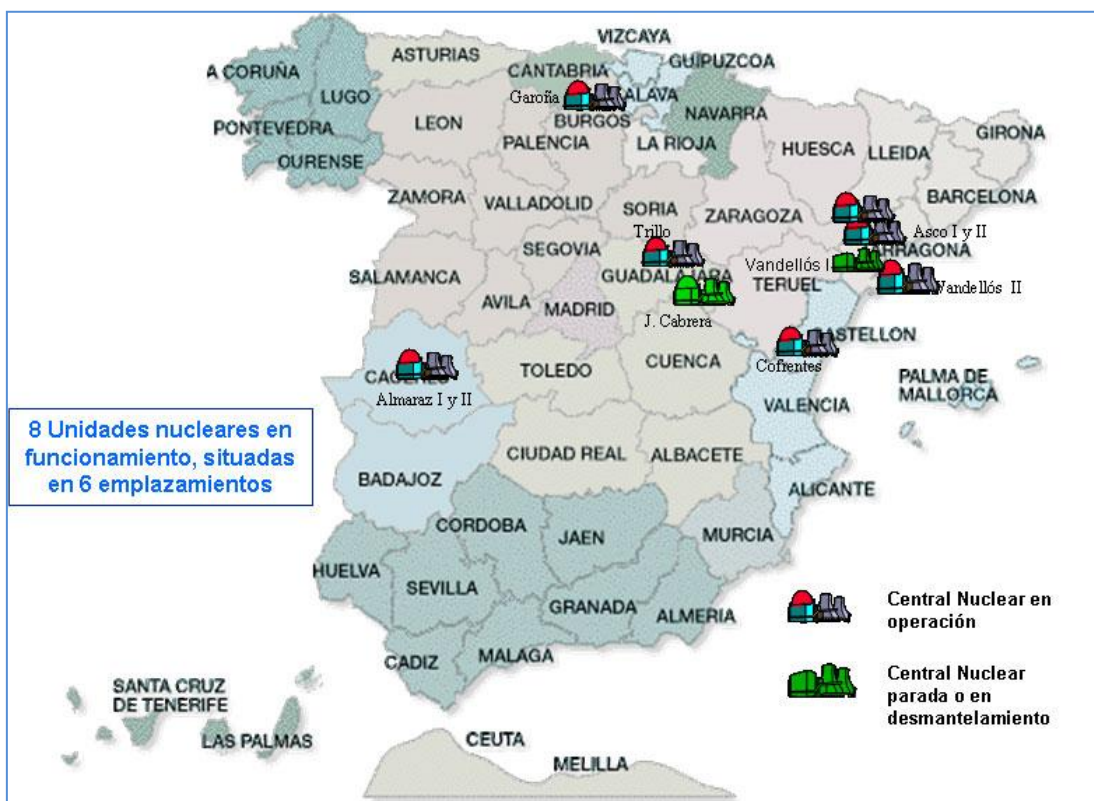 VIZCAYA
ASTURIAS
GUIPUZCOA
A CORUÑA
CANTABRIA
LUGO
Garoña
ALAVA
NAVARRA
PONTEVEDRA
LEON
BURGOS
GIRONA
PALENCIA
LA RIOJA
HUESCA
LLEIDA
OURENSE
ZAMORA
VALLADOLID
SORIA
ZARAGOZA
BARCELONA
Trillo
Asco I y II
SEGOVIA
ARRAGONA
SALAMANCA
GUADALAJARA
Vandellós I
TERUEL
Vandellós II
AVILA
MADRID
J. Cabrera
CASTELLON
CUENCA
TOLEDO
Cofrentes
CACERES
PALMA DE
MALLORCA
Almaraz I y II
VALENCIA
8 Unidades nucleares en
funcionamiento, situadas
en 6 emplazamientos
CIUDAD REAL
ALBACETE
BADAJOZ
ALICANTE
CORDOBA
JAEN
MURCIA
HUELVA
SEVILLA
GRANADA
ALMERIA
Central Nuclear en
operación
CADIZ
MALAGA
Central Nuclear
parada o en
desmantelamiento
SANTA CRUZ
DE TENERIFE
LAS PALMAS
CEUTA
MELILLA